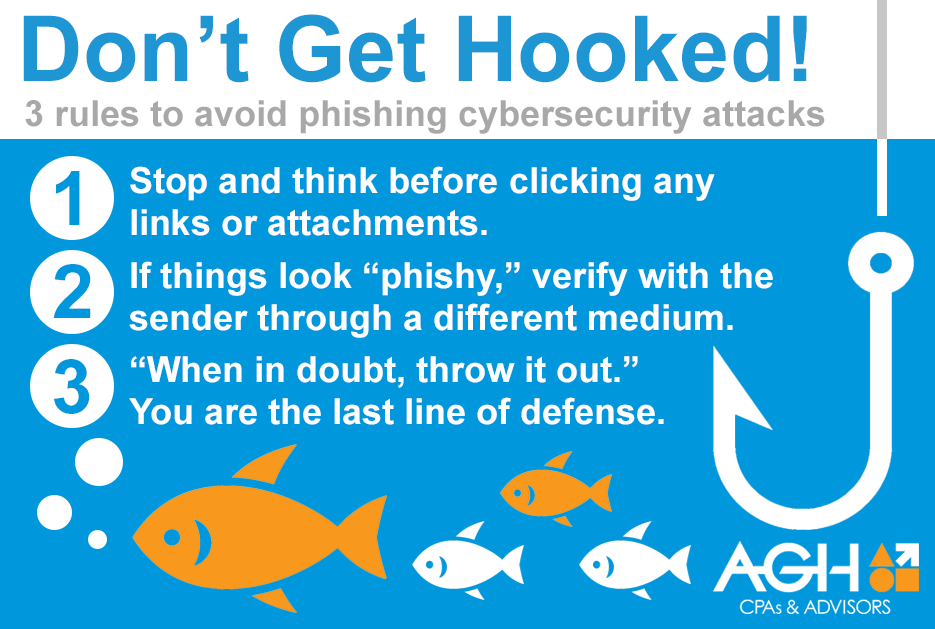 Don’t Get Hooked!
3 rules to avoid phishing cybersecurity attacks
1 Stop and think before clicking any
links or attachments.
2 If things look “phishy,” verify with the
sender through a different medium.
3 “When in doubt, throw it out.”
You are the last line of defense.
AGH
CPAs & ADVISORS